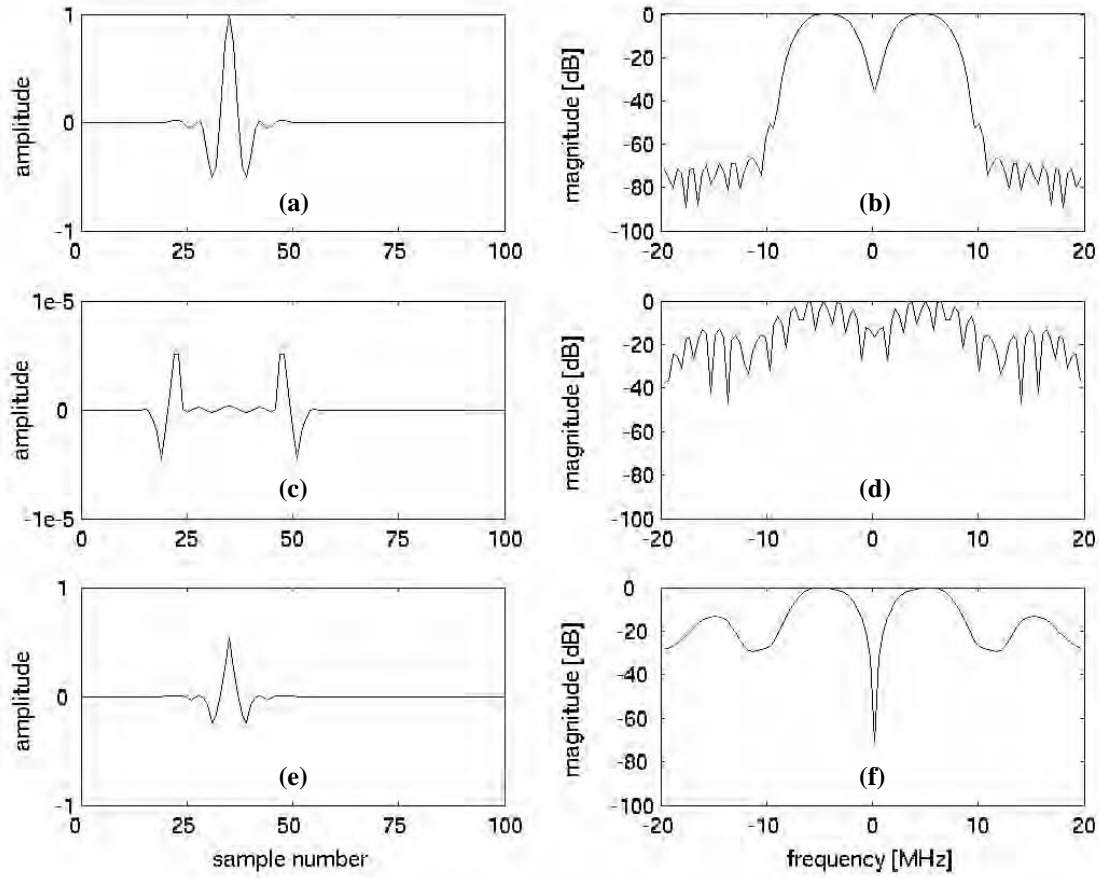 1
0
-1
amplitude
(a)
0 25 50 75 100
0
-20
-40
-60
-80
-100
magnitude [dB]
(b)
-20 -10 0 10 20
1e-5
0
-1e-5
amplitude
(c)
0 25 50 75 100
0
-20
-40
-60
-80
-100
magnitude [dB]
(d)
-20 -10 0 10 20
1
0
-1
amplitude
(e)
0 25 50 75 100
sample number
0
-20
-40
-60
-80
-100
magnitude [dB]
(f)
-20 -10 0 10 20
frequency [MHz]